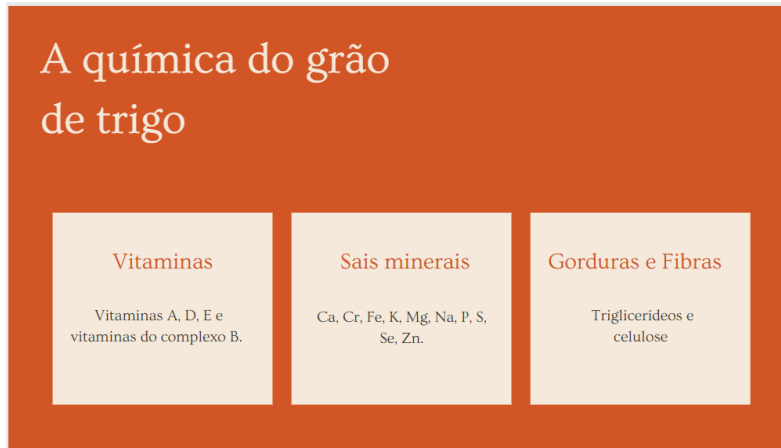 A química do grão
de trigo
Vitaminas
Vitaminas A, D, E e
vitaminas do complexo B.
Sais minerais
Ca, Cr, Fe, K, Mg, Na, P, S,
Se, Zn.
Gorduras e Fibras
Triglicerídeos e
celulose